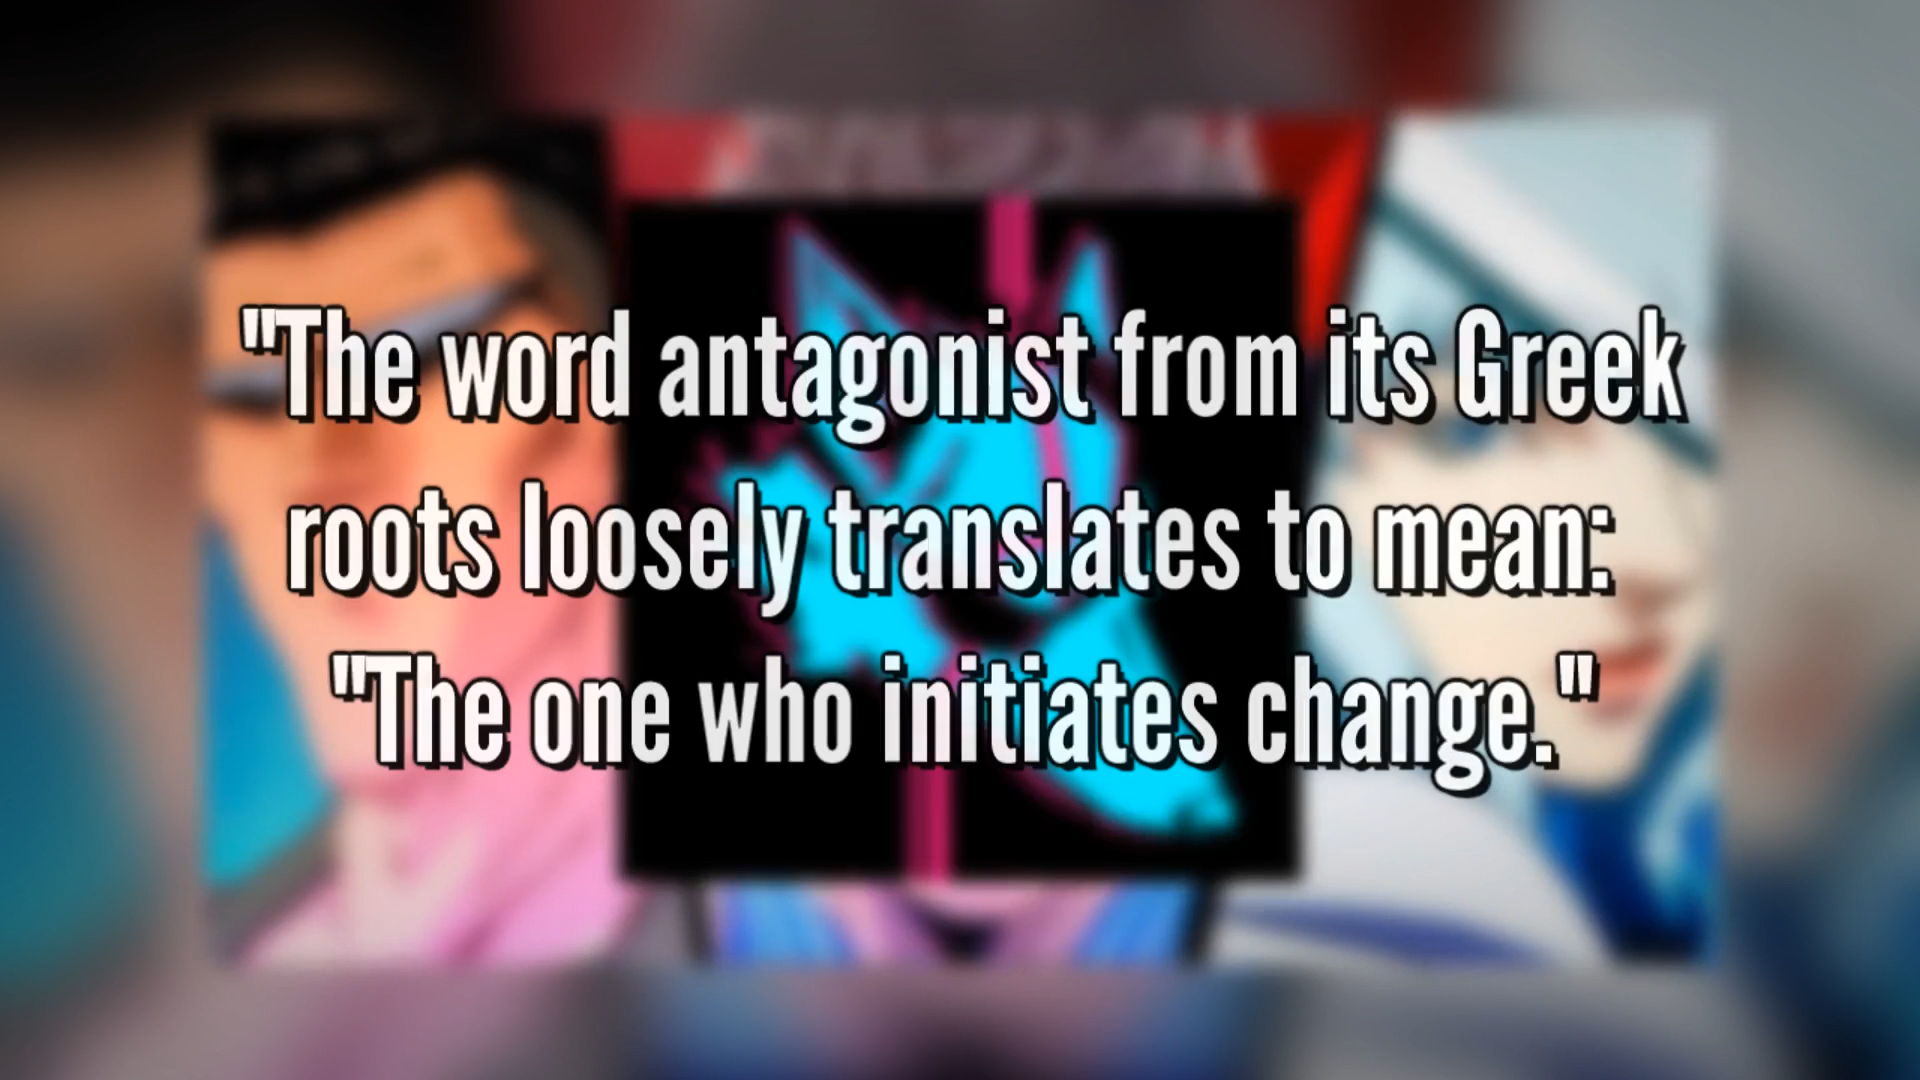 "The word antagonist from its Greek
roots loosely translates to mean:
"The one who initiates change."